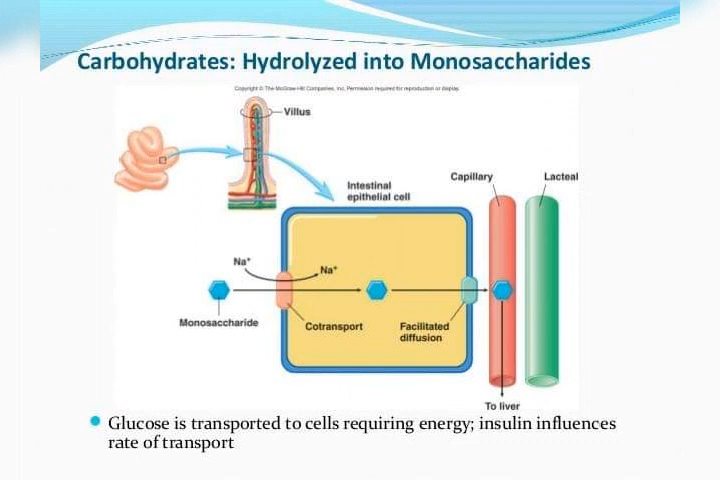 Carbohydrates: Hydrolyzed into Monosaccharides
Copyright © The McGraw-Hill Companies, Inc. Permission required for reproduction or display.
Villus
Intestinal
epithelial cell
Capillary
Lacteal
Na⁺
Na⁺
Monosaccharide
Cotransport
Facilitated
diffusion
To liver
Glucose is transported to cells requiring energy; insulin influences
rate of transport